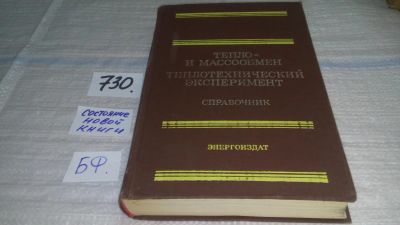 730.
состояние
новой
книги
БФ.
ТЕПЛО-
И МАССООБМЕН
ТЕПЛОТЕХНИЧЕСКИЙ
ЭКСПЕРИМЕНТ
СПРАВОЧНИК
ЭНЕРГОИЗДАТ